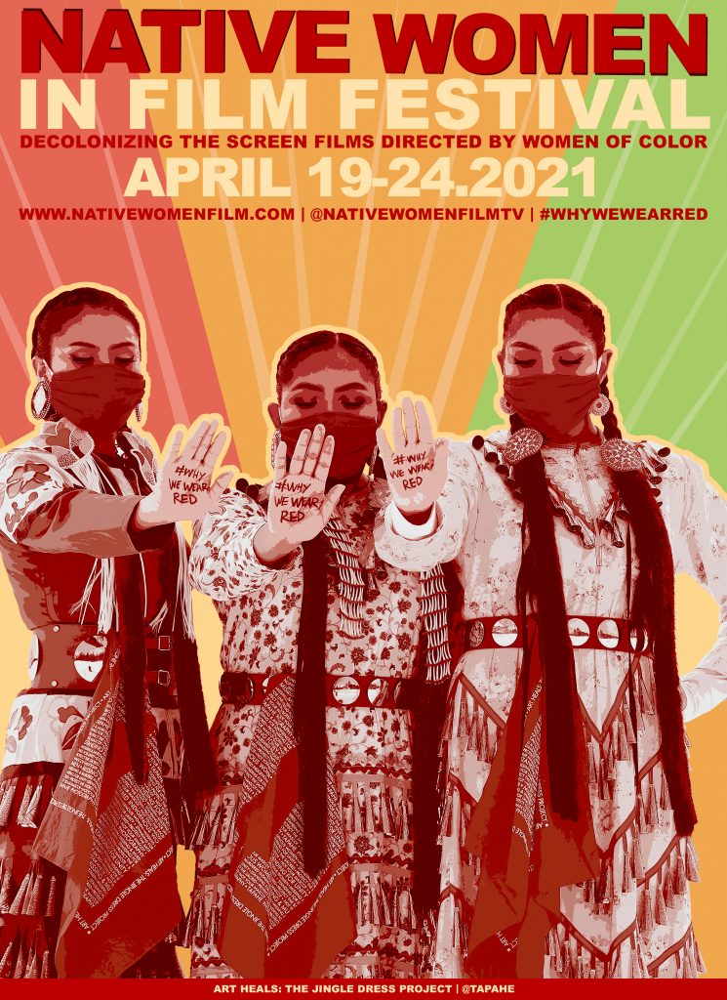 NATIVE WOMEN
IN FILM FESTIVAL
DECOLONIZING THE SCREEN FILMS DIRECTED BY WOMEN OF COLOR
APRIL 19-24.2021
WWW.NATIVEWOMENFILM.COM | @NATIVEWOMENFILMTV | #WHYWEWEARRED
#WHY
WE WEAR
RED
#WHY
WE WEAR
RED
#WHY
WE WEAR
RED
ART HEALS: THE JINGLE DRESS PROJECT | @TAPAHE